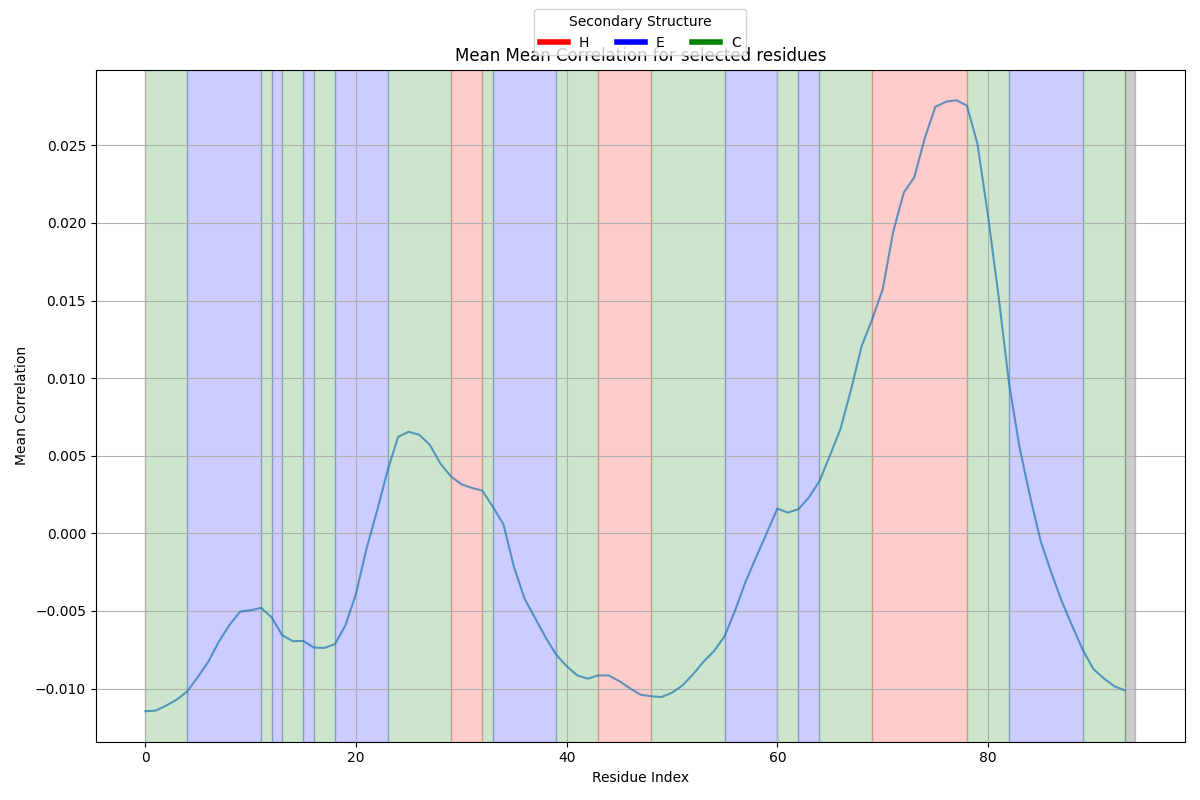 Secondary Structure
H E C
Mean Mean Correlation for selected residues
0.025
0.020
0.015
0.010
0.005
0.000
−0.005
−0.010
Mean Correlation
0 20 40 60 80
Residue Index